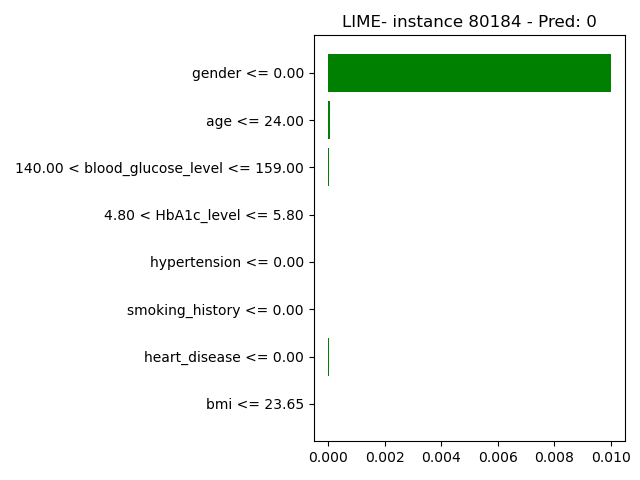 LIME- instance 80184 - Pred: 0
gender <= 0.00
age <= 24.00
140.00 < blood_glucose_level <= 159.00
4.80 < HbA1c_level <= 5.80
hypertension <= 0.00
smoking_history <= 0.00
heart_disease <= 0.00
bmi <= 23.65
0.000 0.002 0.004 0.006 0.008 0.010